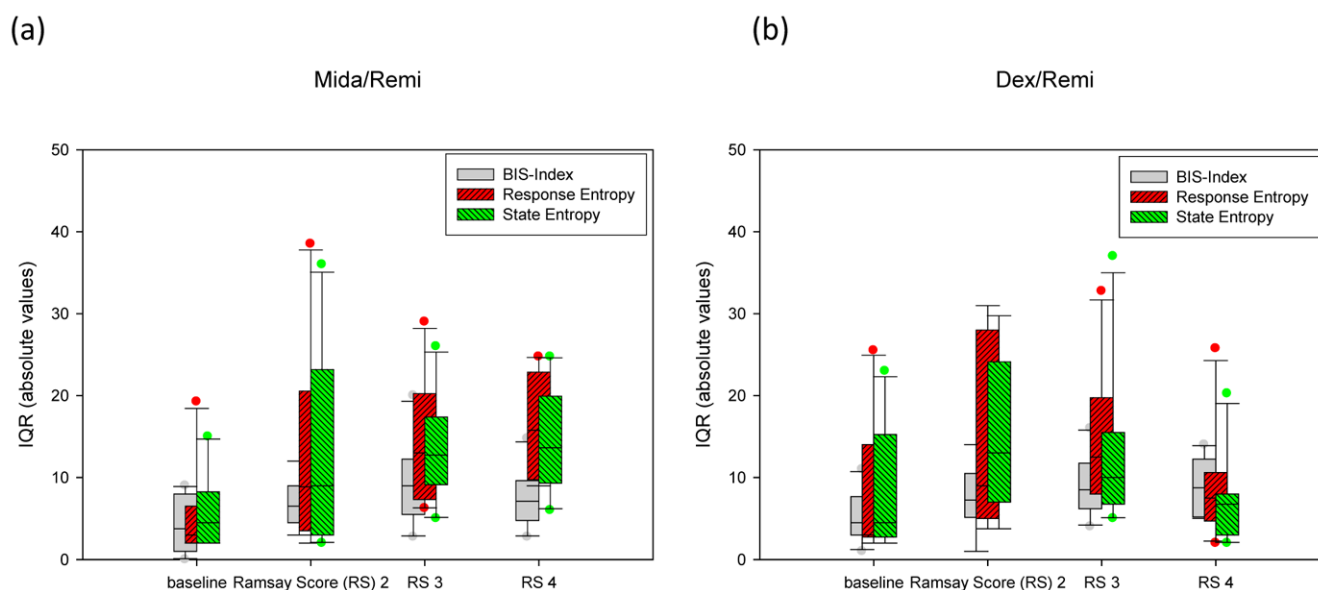 (a)
Mida/Remi
IQR (absolute values)
50
40
30
20
10
0
BIS-Index
Response Entropy
State Entropy
baseline Ramsay Score (RS) 2 RS 3 RS 4
(b)
Dex/Remi
IQR (absolute values)
50
40
30
20
10
0
BIS-Index
Response Entropy
State Entropy
baseline Ramsay Score (RS) 2 RS 3 RS 4